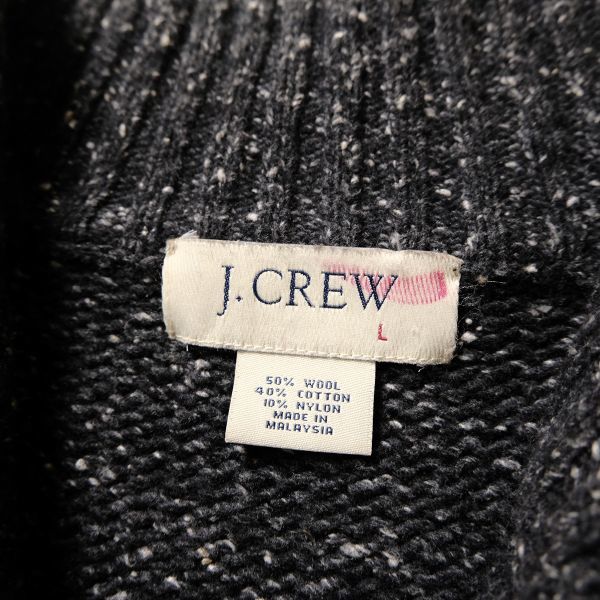 J.CREW
L
50% WOOL
40% COTTON
10% NYLON
MADE IN
MALAYSIA